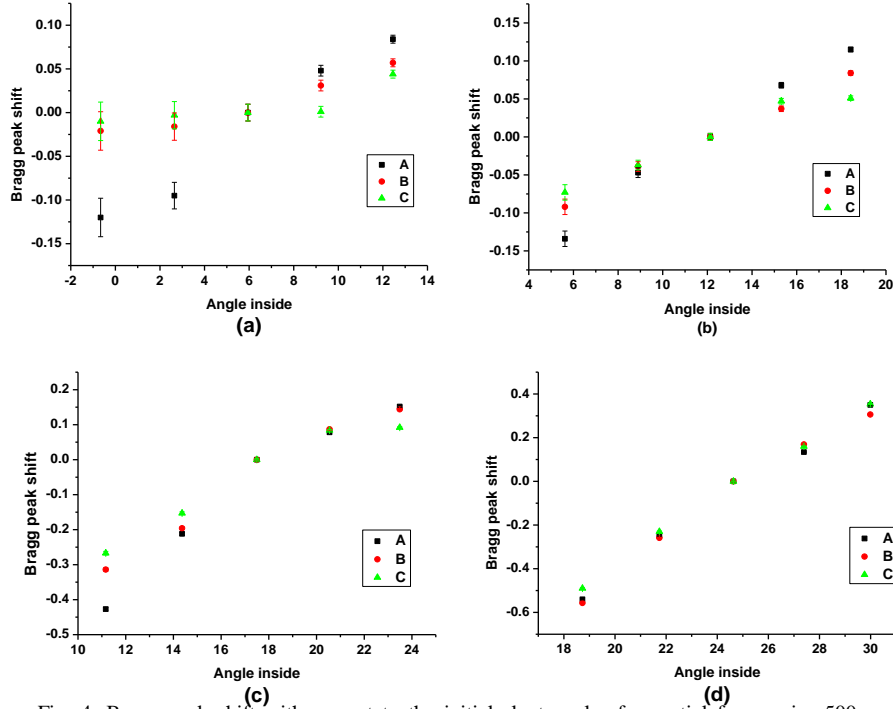 0.10
0.05
0.00
-0.05
-0.10
-0.15
Bragg peak shift
-2 0 2 4 6 8 10 12 14
Angle inside
(a)
A
B
C
0.15
0.10
0.05
0.00
-0.05
-0.10
-0.15
Bragg peak shift
4 6 8 10 12 14 16 18 20
Angle inside
(b)
A
B
C
0.2
0.1
0.0
-0.1
-0.2
-0.3
-0.4
-0.5
Bragg peak shift
10 12 14 16 18 20 22 24
Angle inside
(c)
A
B
C
0.4
0.2
0.0
-0.2
-0.4
-0.6
Bragg peak shift
18 20 22 24 26 28 30
Angle inside
(d)
A
B
C